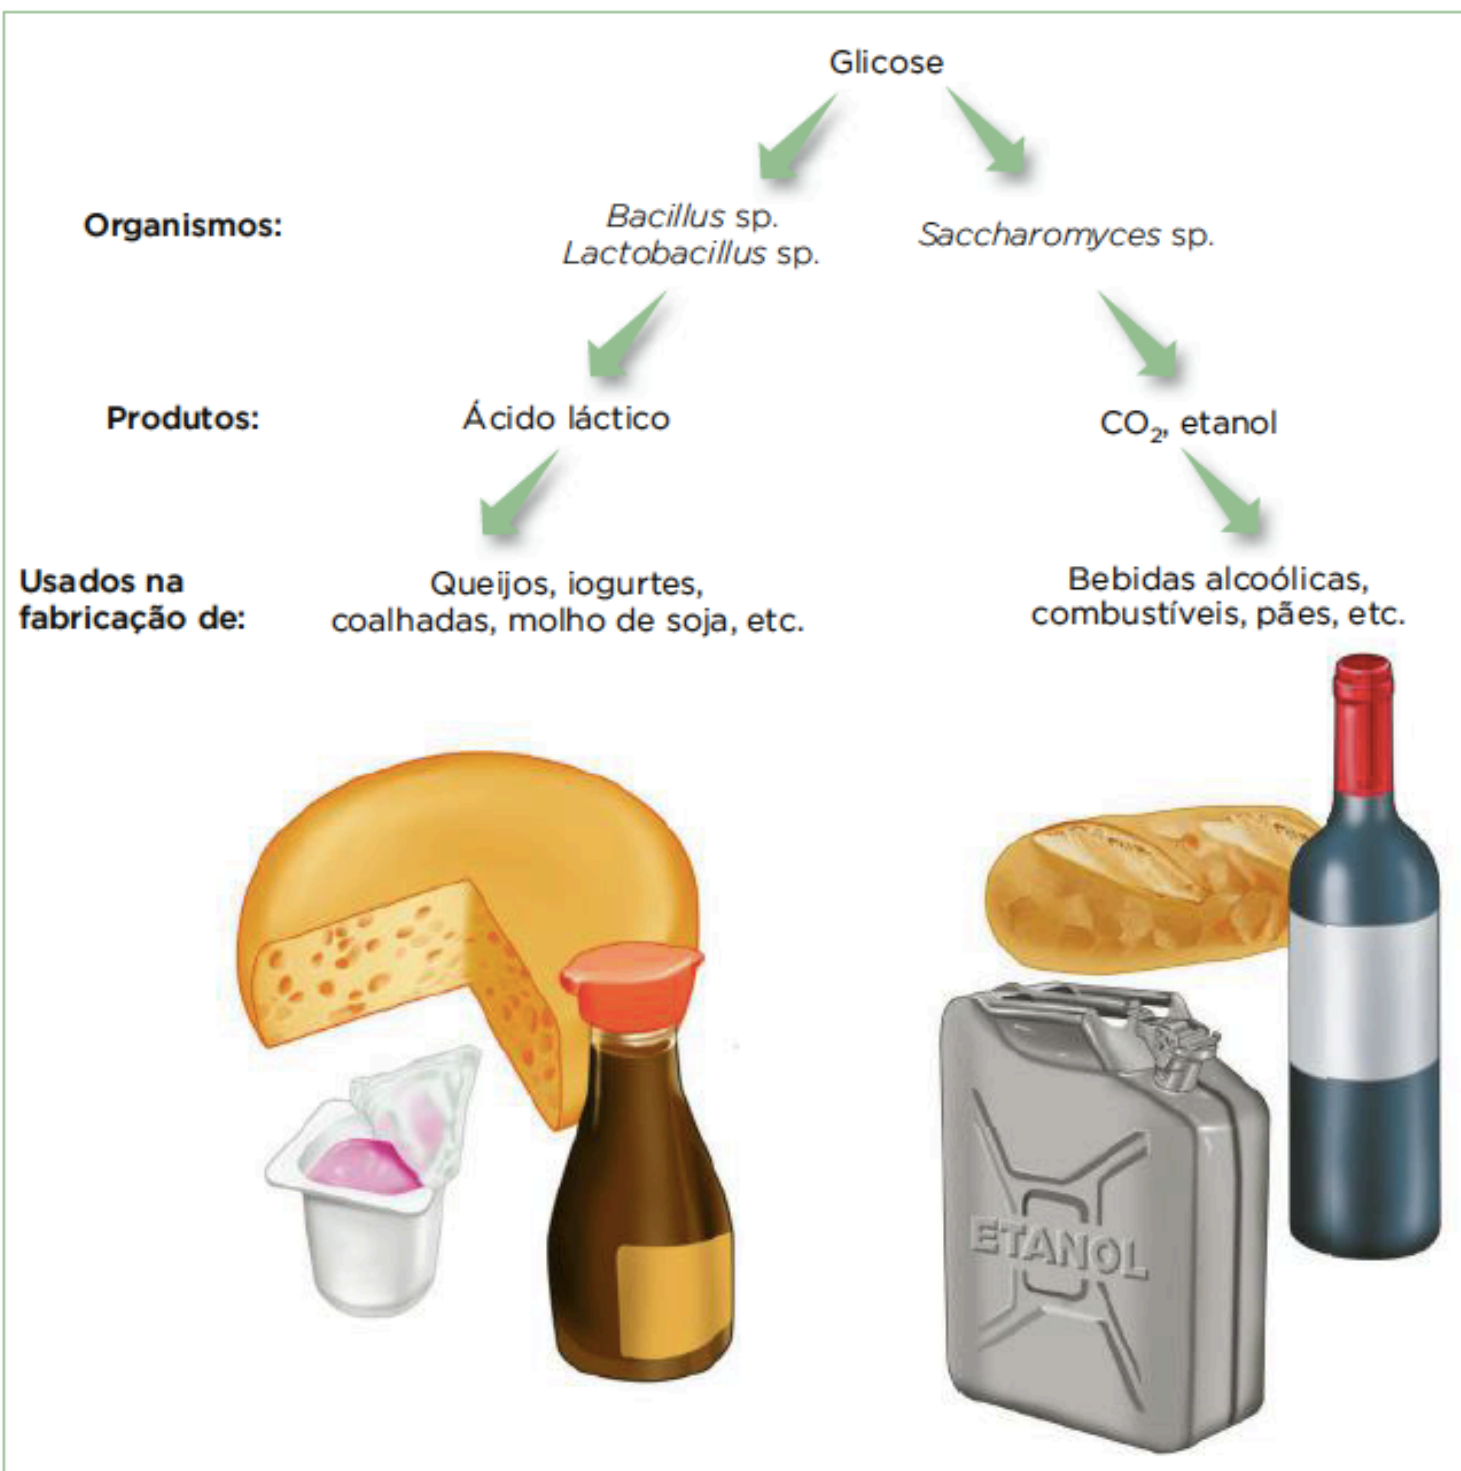 Glicose
Organismos:
Bacillus sp.
Lactobacillus sp.
Saccharomyces sp.
Produtos:
Ácido láctico
CO₂, etanol
Usados na
fabricação de:
Queijos, iogurtes,
coalhadas, molho de soja, etc.
Bebidas alcoólicas,
combustíveis, pães, etc.
ETANOL